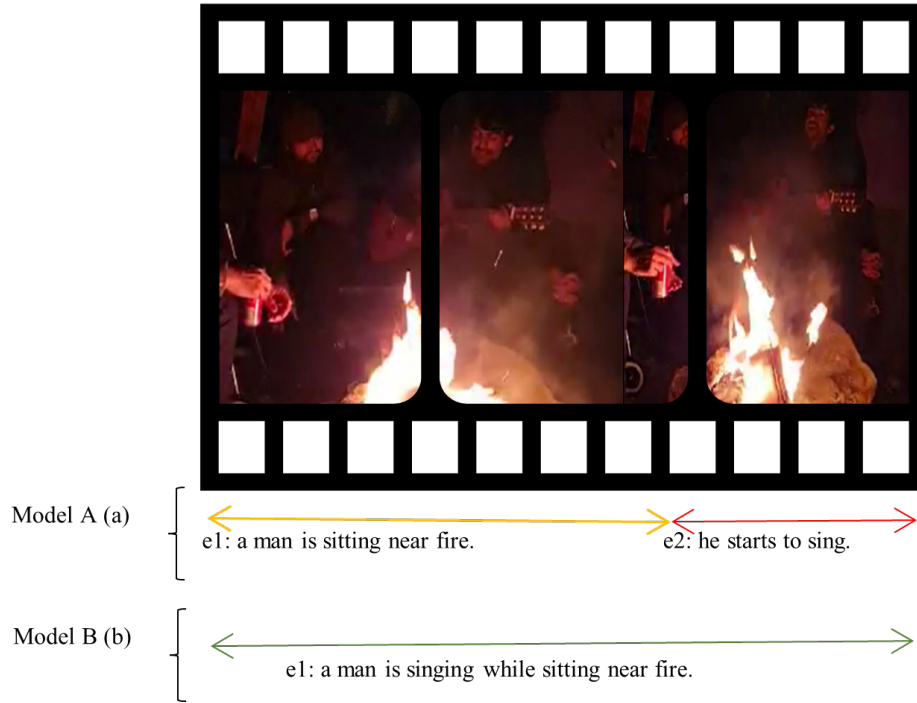 Model A (a)
e1: a man is sitting near fire.
e2: he starts to sing.
Model B (b)
e1: a man is singing while sitting near fire.